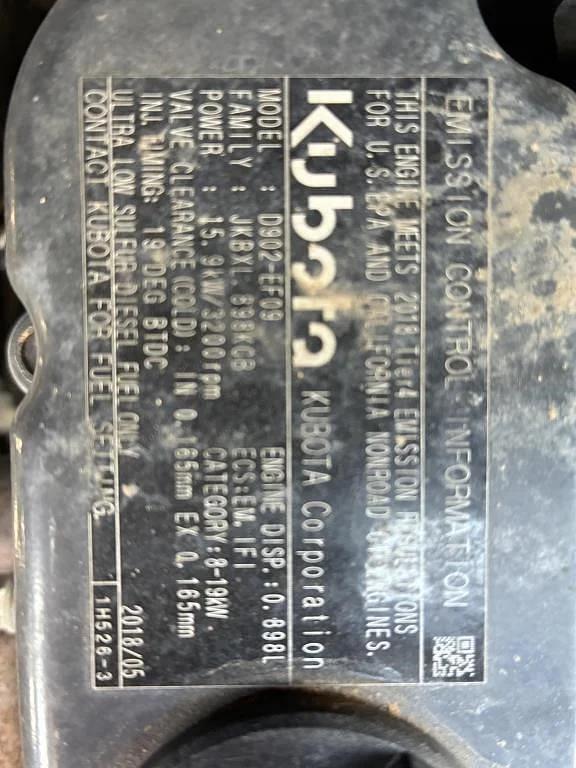 EMISSION CONTROL INFORMATION
THIS ENGINE MEETS 2018 Tier4 EMISSION REGULATIONS
FOR U.S. EPA AND CALIFORNIA NONROAD CI ENGINES.
Kubota KUBOTA Corporation
MODEL : D902-EF09 ENGINE DISP.:0.898L
FAMILY : JKBXL.898KCB ECS:EM, IFI
POWER : 15.9kW/3200rpm CATEGORY:8-19kW.
VALVE CLEARANCE (COLD): IN 0.165mm EX 0.165mm
INJ. TIMING: 19 DEG BTDC
ULTRA LOW SULFUR DIESEL FUEL ONLY 2018/05
CONTACT KUBOTA FOR FUEL SETTING. 1H526-3